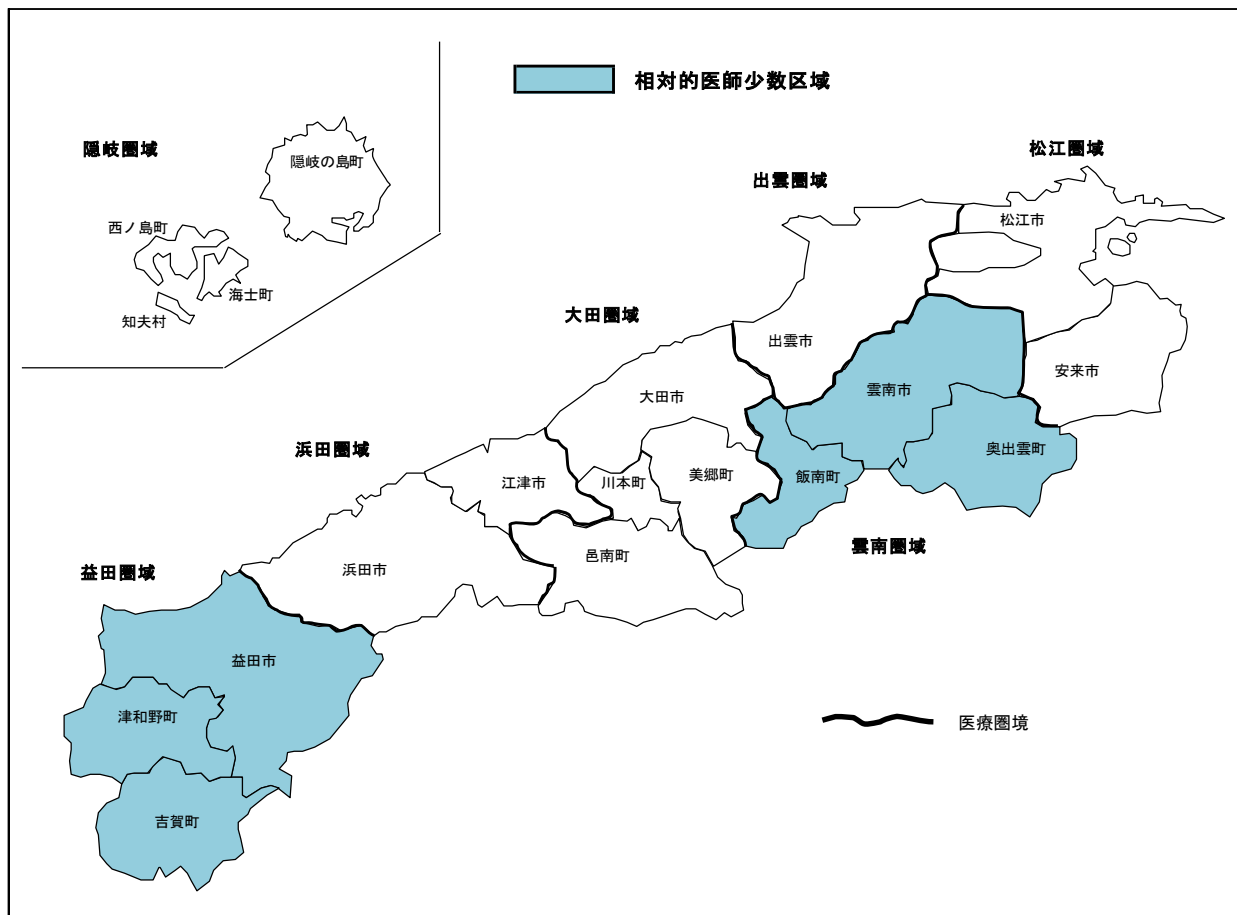 相対的医師少数区域
隠岐圏域
隠岐の島町
西ノ島町
海士町
知夫村
松江圏域
出雲圏域
松江市
大田圏域
出雲市
安来市
雲南市
大田市
浜田圏域
奥出雲町
飯南町
美郷町
川本町
江津市
雲南圏域
邑南町
浜田市
益田圏域
益田市
津和野町
医療圏境
吉賀町